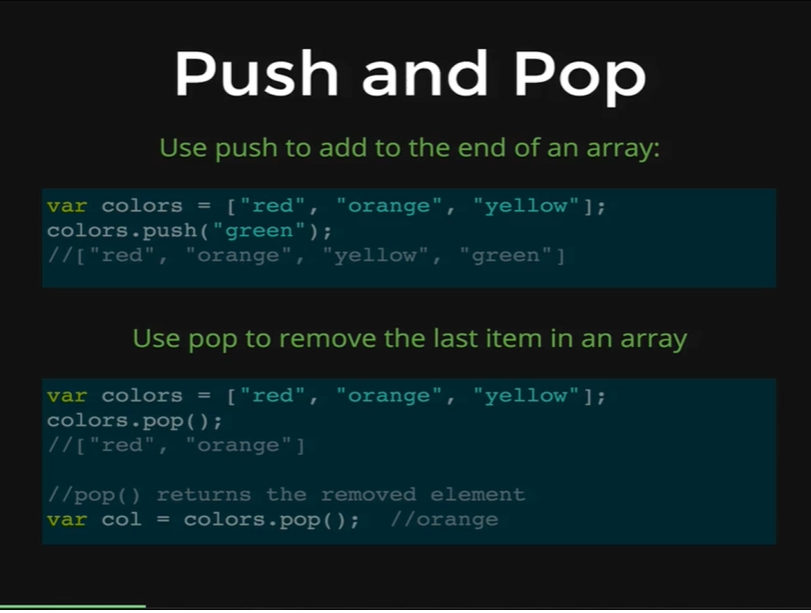 Push and Pop
Use push to add to the end of an array:
var colors = ["red", "orange", "yellow"];
colors.push("green");
//["red", "orange", "yellow", "green"]
Use pop to remove the last item in an array
var colors = ["red", "orange", "yellow"];
colors.pop();
//["red", "orange"]
//pop() returns the removed element
var col = colors.pop();  //orange